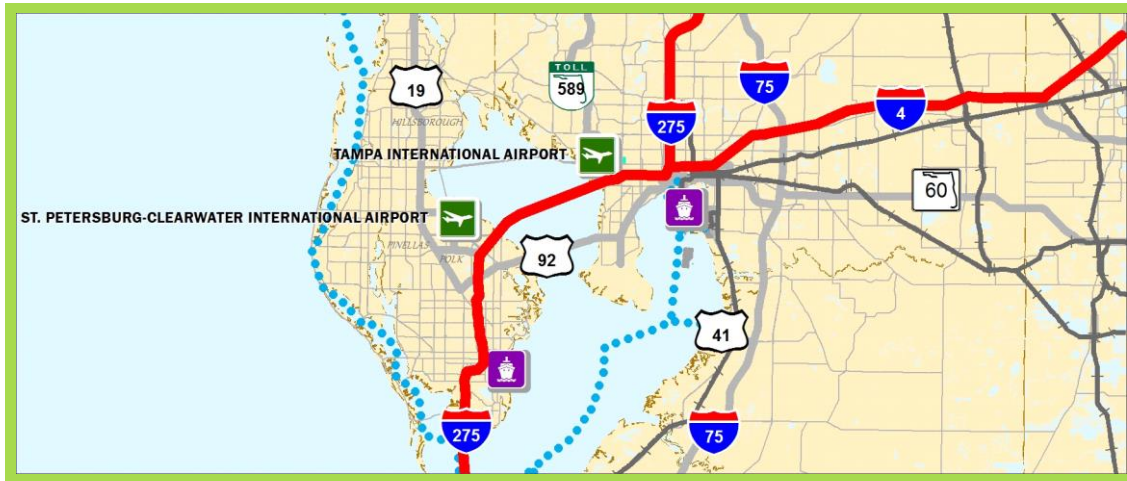 TOLL
589
19
75
4
275
HILLSBOROUGH
TAMPA INTERNATIONAL AIRPORT
60
ST. PETERSBURG-CLEARWATER INTERNATIONAL AIRPORT
PINELLAS
POLK
92
41
275
75